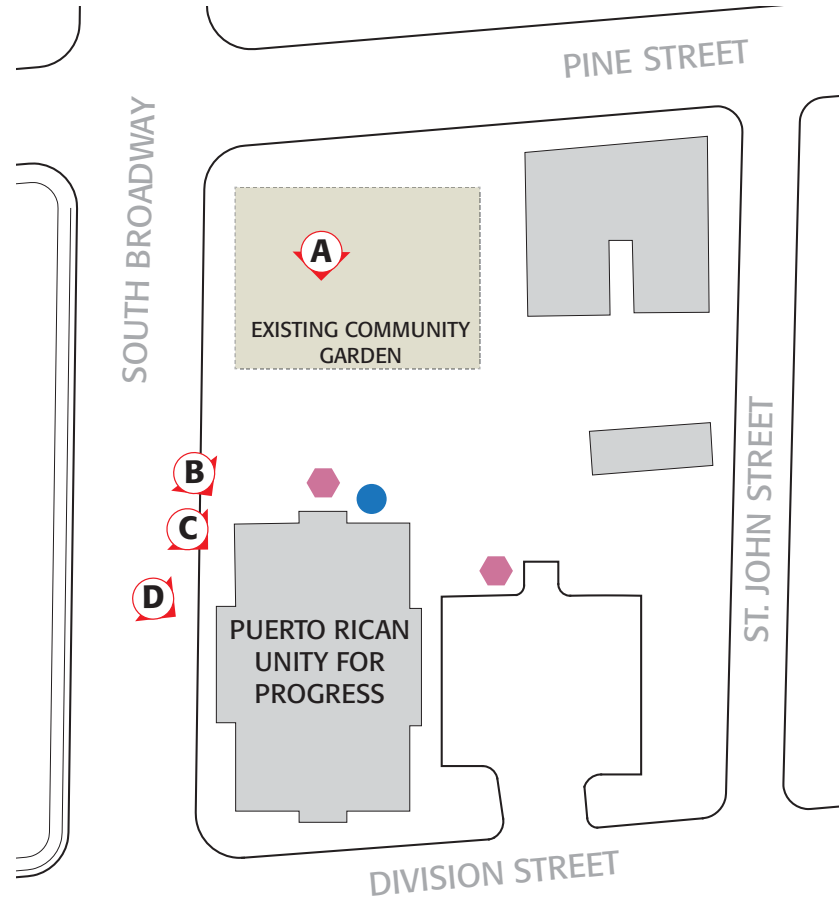 PINE STREET
SOUTH BROADWAY
A
EXISTING COMMUNITY
GARDEN
B
C
D
PUERTO RICAN
UNITY FOR
PROGRESS
ST. JOHN STREET
DIVISION STREET